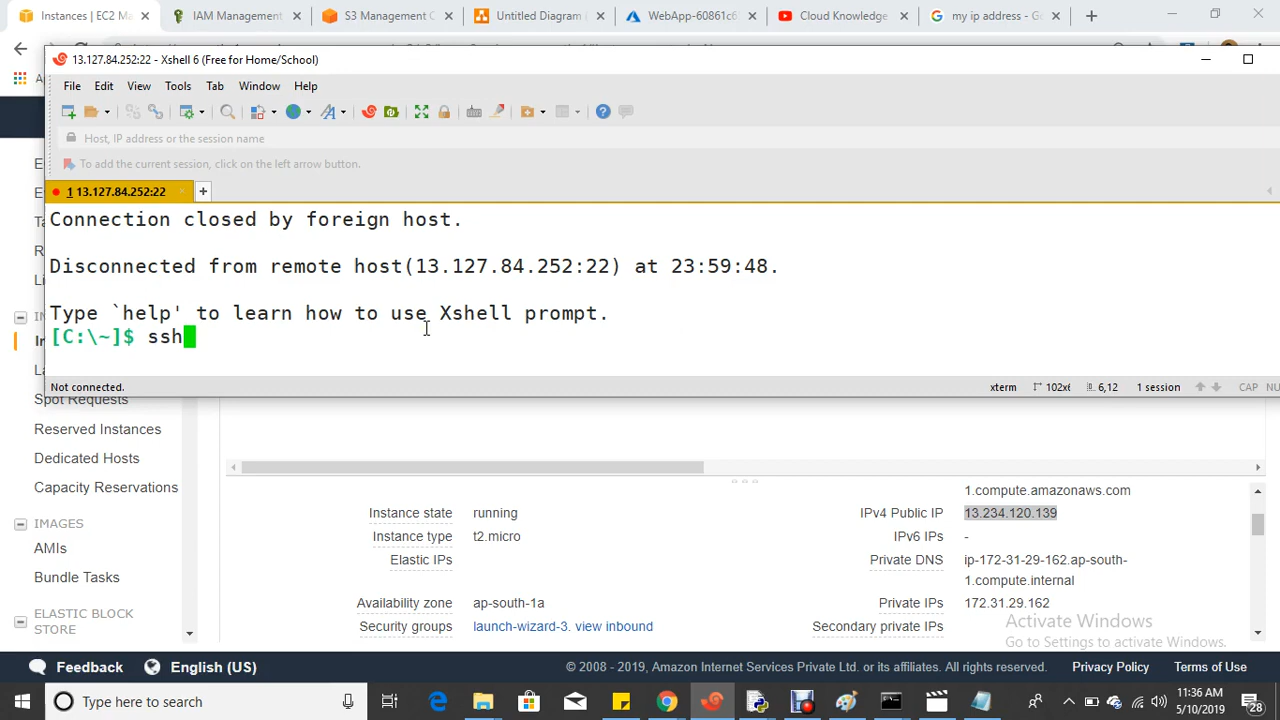 Instances | EC2 Ma
IAM Management
S3 Management C
Untitled Diagram
WebApp-60861c6
Cloud Knowledge
my ip address - Go
13.127.84.252:22 - Xshell 6 (Free for Home/School)
File Edit View Tools Tab Window Help
Host, IP address or the session name
To add the current session, click on the left arrow button.
1 13.127.84.252:22
Connection closed by foreign host.
Disconnected from remote host(13.127.84.252:22) at 23:59:48.
Type `help' to learn how to use Xshell prompt.
[C:\~]$ ssh
Not connected.
xterm 102x6 6,12 1 session CAP NU
Spot Requests
Reserved Instances
Dedicated Hosts
Capacity Reservations
IMAGES
AMIs
Bundle Tasks
ELASTIC BLOCK
STORE
1.compute.amazonaws.com
Instance state running IPv4 Public IP 13.234.120.139
Instance type t2.micro IPv6 IPs -
Elastic IPs Private DNS ip-172-31-29-162.ap-south-
1.compute.internal
Availability zone ap-south-1a Private IPs 172.31.29.162
Security groups launch-wizard-3. view inbound Secondary private IPs
Activate Windows
Go to Settings to activate Windows.
Feedback English (US) © 2008 - 2019, Amazon Internet Services Private Ltd. or its affiliates. All rights reserved. Privacy Policy Terms of Use
Type here to search
11:36 AM
5/10/2019
28